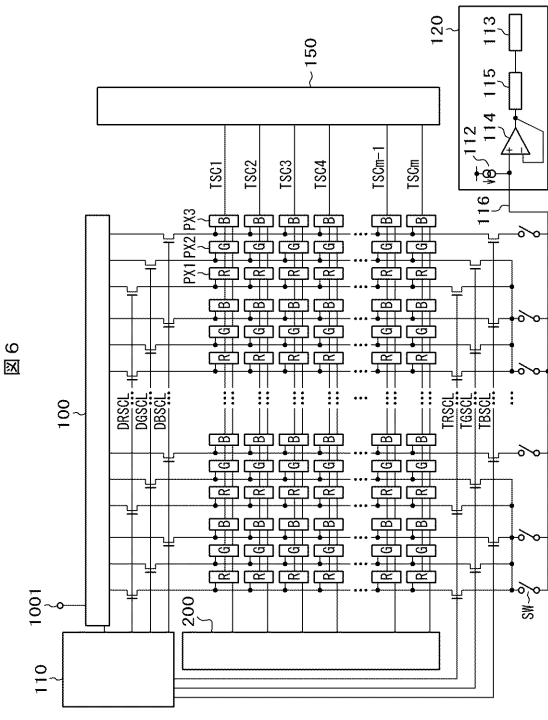 図6
1001
100
110
DRSCL
DGSCL
DBSCL
200
150
PX1 PX2 PX3
R G B R G B R G B R G B TSC1
R G B R G B R G B R G B TSC2
R G B R G B R G B R G B TSC3
R G B R G B R G B R G B TSC4
R G B R G B R G B R G B TSCm-1
R G B R G B R G B R G B TSCm
TRSCL
TGSCL
TBSCL
SW
120
116
112
114
115
113
+
-